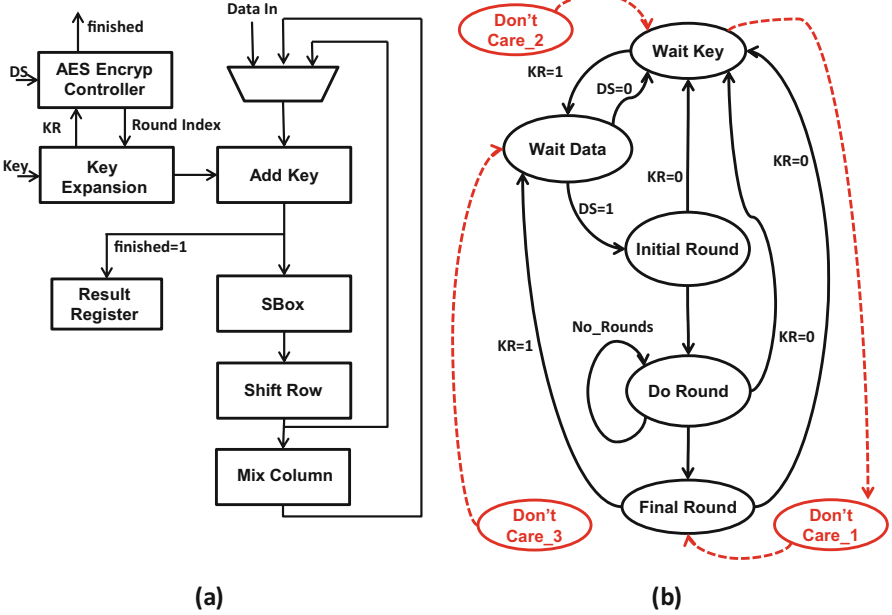 finished
Data In
DS
AES Encryp
Controller
KR
Round Index
Key
Key
Expansion
Add Key
finished=1
Result
Register
SBox
Shift Row
Mix Column
(a)
Don't
Care_2
Wait Key
KR=1
DS=0
Wait Data
KR=0
KR=0
DS=1
Initial Round
No_Rounds
KR=1
KR=0
Do Round
Final Round
Don't
Care_3
Don't
Care_1
(b)